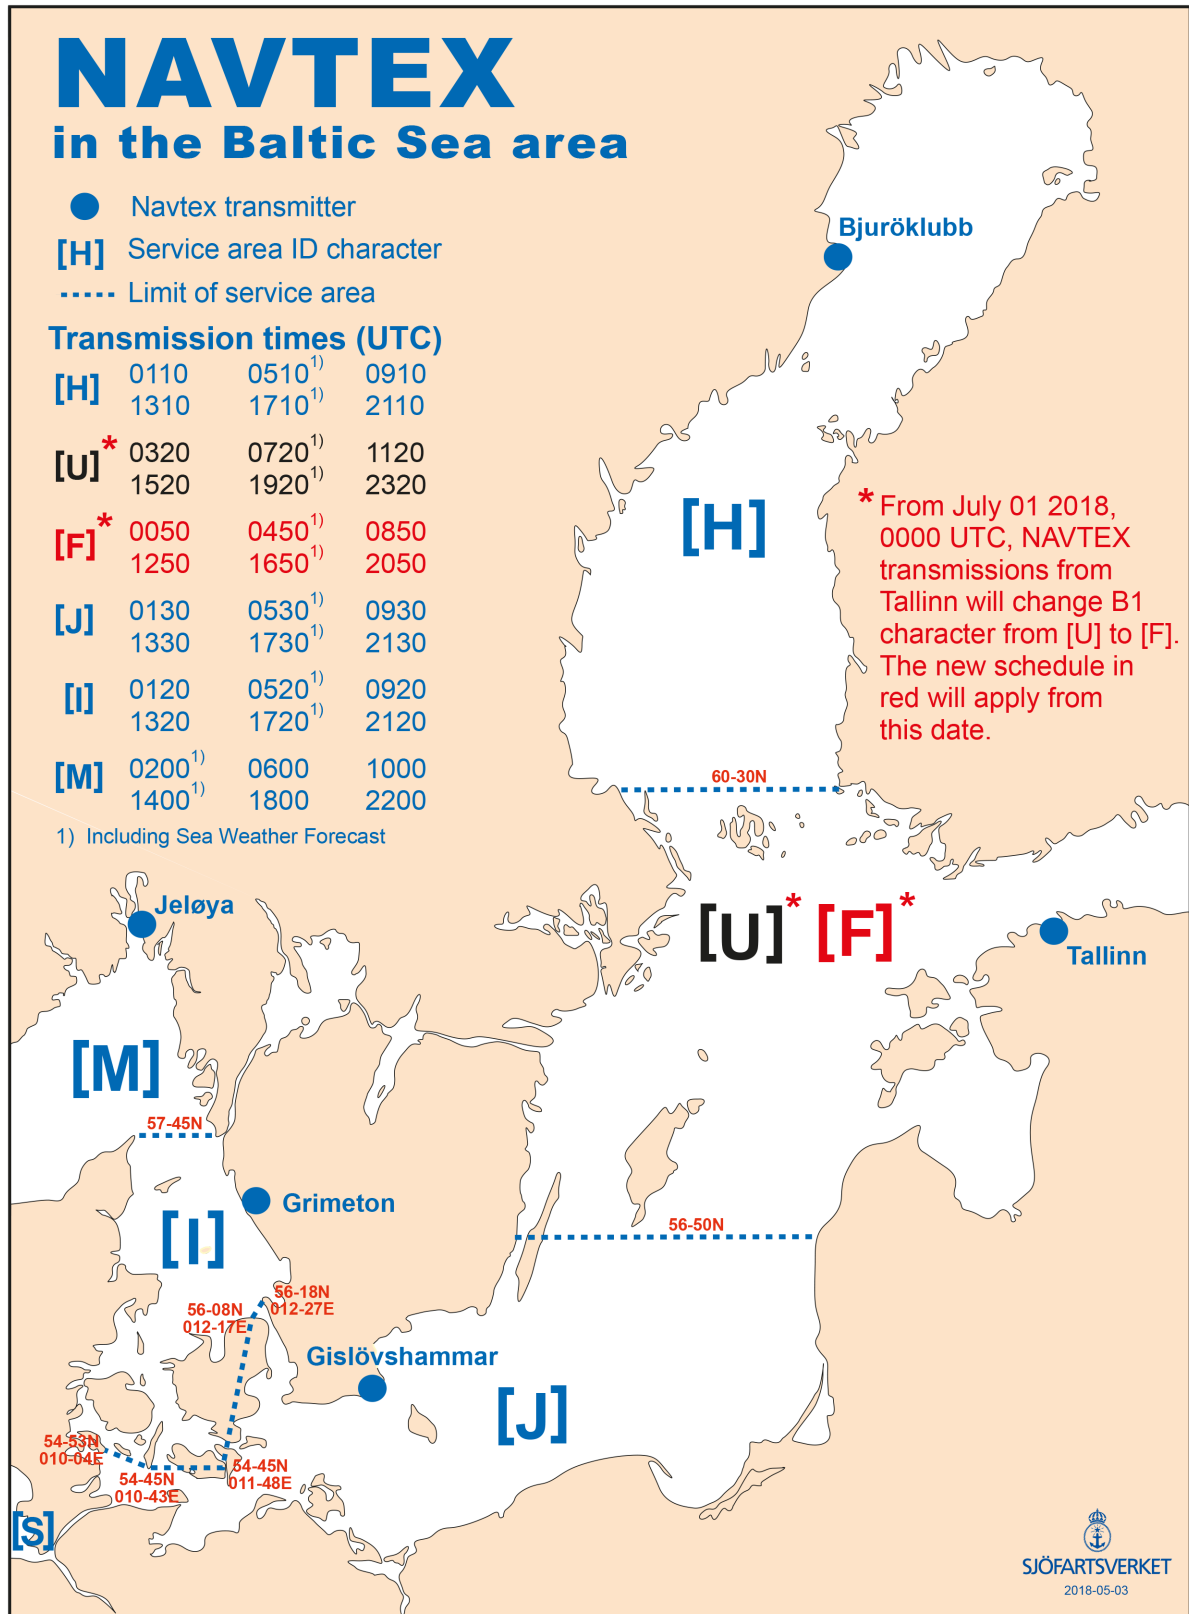 NAVTEX
in the Baltic Sea area
Navtex transmitter
[H] Service area ID character
Limit of service area
Transmission times (UTC)
[H] 0110 0510 1) 0910
1310 1710 1) 2110
[U]* 0320 0720 1) 1120
1520 1920 1) 2320
[F]* 0050 0450 1) 0850
1250 1650 1) 2050
[J] 0130 0530 1) 0930
1330 1730 1) 2130
[I] 0120 0520 1) 0920
1320 1720 1) 2120
[M] 0200 1) 0600 1000
1400 1) 1800 2200
1) Including Sea Weather Forecast
Bjuröklubb
[H]
* From July 01 2018,
0000 UTC, NAVTEX
transmissions from
Tallinn will change B1
character from [U] to [F].
The new schedule in
red will apply from
this date.
60-30N
Jeløya
[U]* [F]*
Tallinn
[M]
57-45N
Grimeton
[I]
56-50N
56-18N
012-27E
56-08N
012-17E
Gislövshammar
[J]
54-53N
010-04E
54-45N
010-43E
54-45N
011-48E
[S]
SJÖFARTSVERKET
2018-05-03